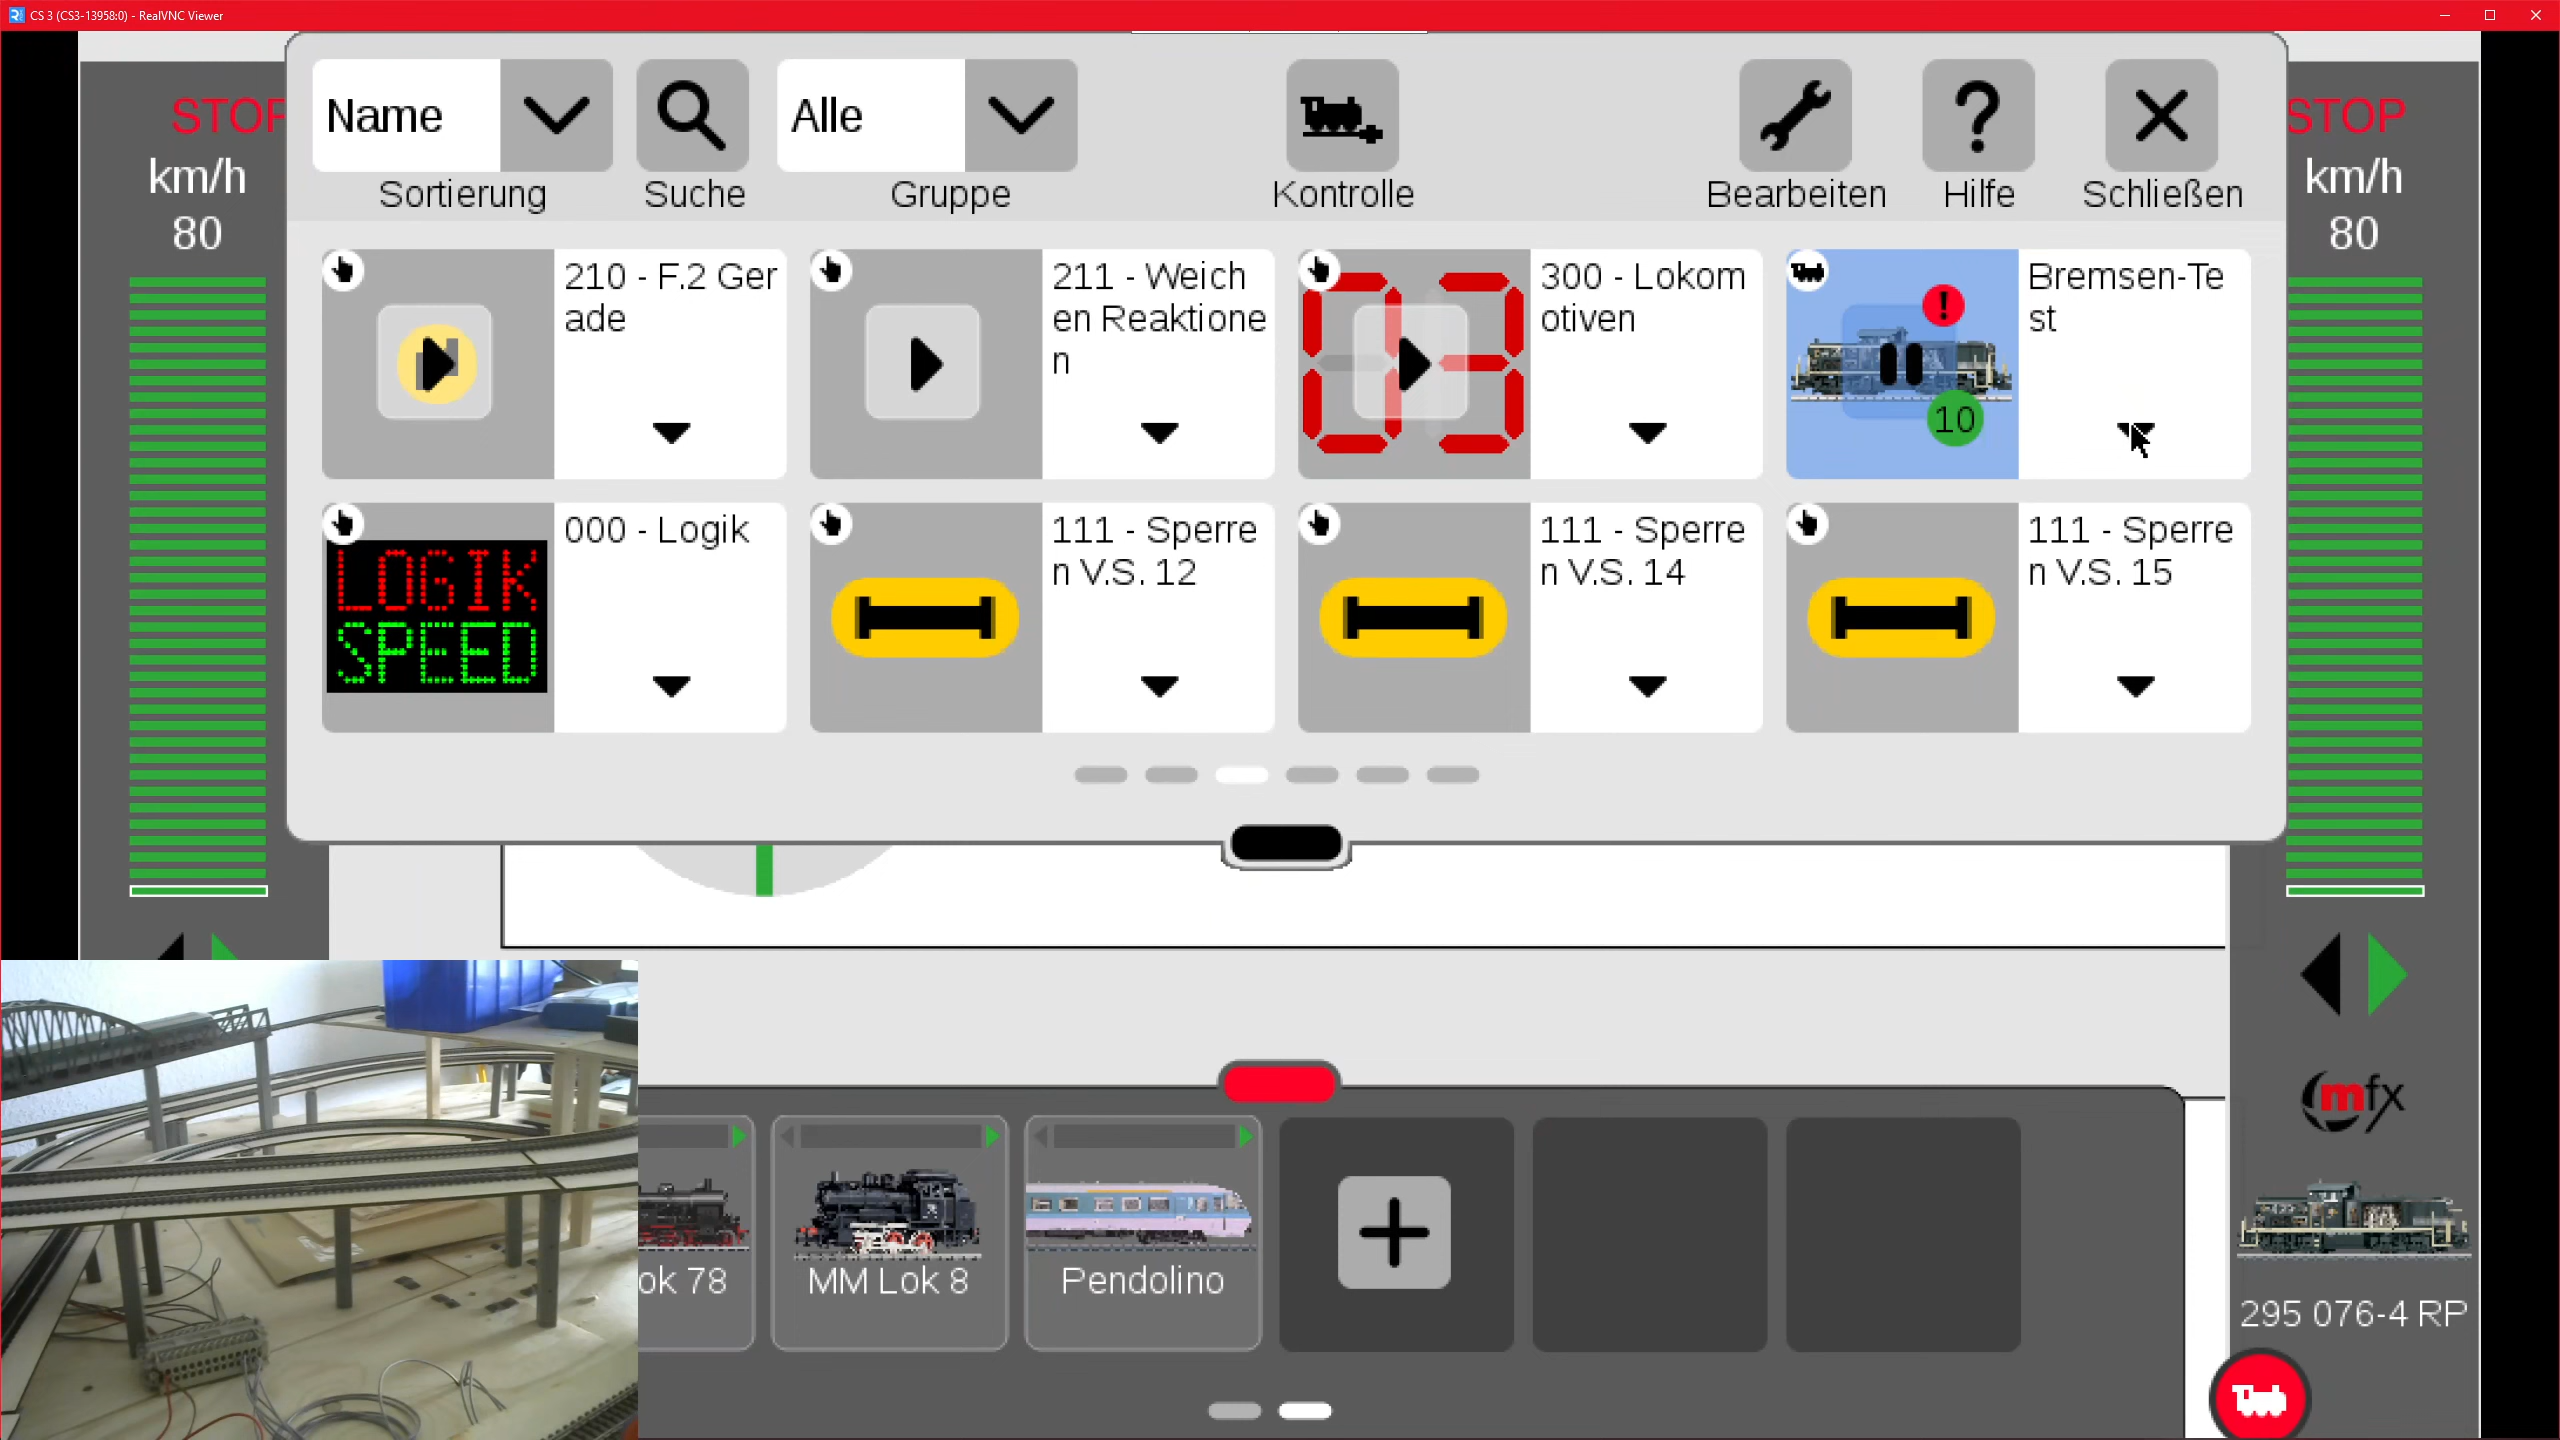 CS 3 (CS3-13958:0) - RealVNC Viewer
Name
Alle
Sortierung
Suche
Gruppe
Kontrolle
Bearbeiten
Hilfe
Schließen
STOP
km/h
80
STOP
km/h
80
210 - F.2 Ger
ade
211 - Weich
en Reaktione
n
300 - Lokom
otiven
Bremsen-Te
st
!
10
LOGIK
SPEED
000 - Logik
111 - Sperre
n V.S. 12
111 - Sperre
n V.S. 14
111 - Sperre
n V.S. 15
ok 78
MM Lok 8
Pendolino
mfx
295 076-4 RP